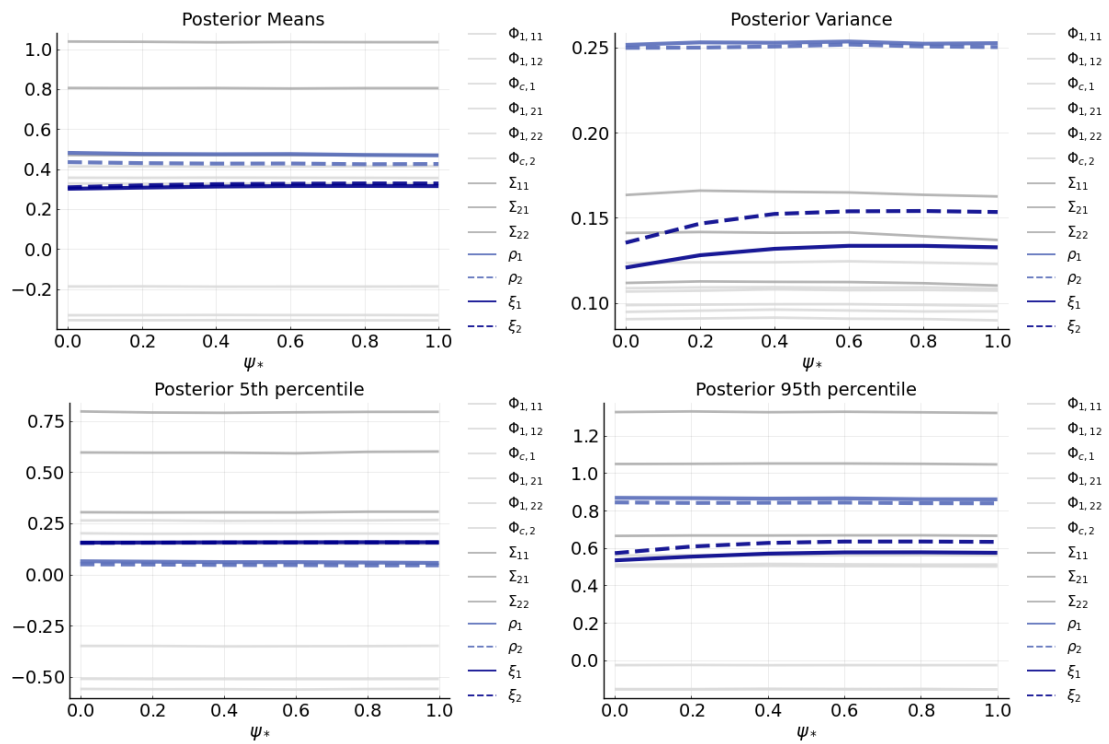 Posterior Means
1.0
0.8
0.6
0.4
0.2
0.0
−0.2
0.0 0.2 0.4 0.6 0.8 1.0
ψ*
Φ1,11
Φ1,12
Φc,1
Φ1,21
Φ1,22
Φc,2
Σ11
Σ21
Σ22
ρ1
ρ2
ξ1
ξ2
Posterior Variance
0.25
0.20
0.15
0.10
0.0 0.2 0.4 0.6 0.8 1.0
ψ*
Φ1,11
Φ1,12
Φc,1
Φ1,21
Φ1,22
Φc,2
Σ11
Σ21
Σ22
ρ1
ρ2
ξ1
ξ2
Posterior 5th percentile
0.75
0.50
0.25
0.00
−0.25
−0.50
0.0 0.2 0.4 0.6 0.8 1.0
ψ*
Φ1,11
Φ1,12
Φc,1
Φ1,21
Φ1,22
Φc,2
Σ11
Σ21
Σ22
ρ1
ρ2
ξ1
ξ2
Posterior 95th percentile
1.2
1.0
0.8
0.6
0.4
0.2
0.0
0.0 0.2 0.4 0.6 0.8 1.0
ψ*
Φ1,11
Φ1,12
Φc,1
Φ1,21
Φ1,22
Φc,2
Σ11
Σ21
Σ22
ρ1
ρ2
ξ1
ξ2